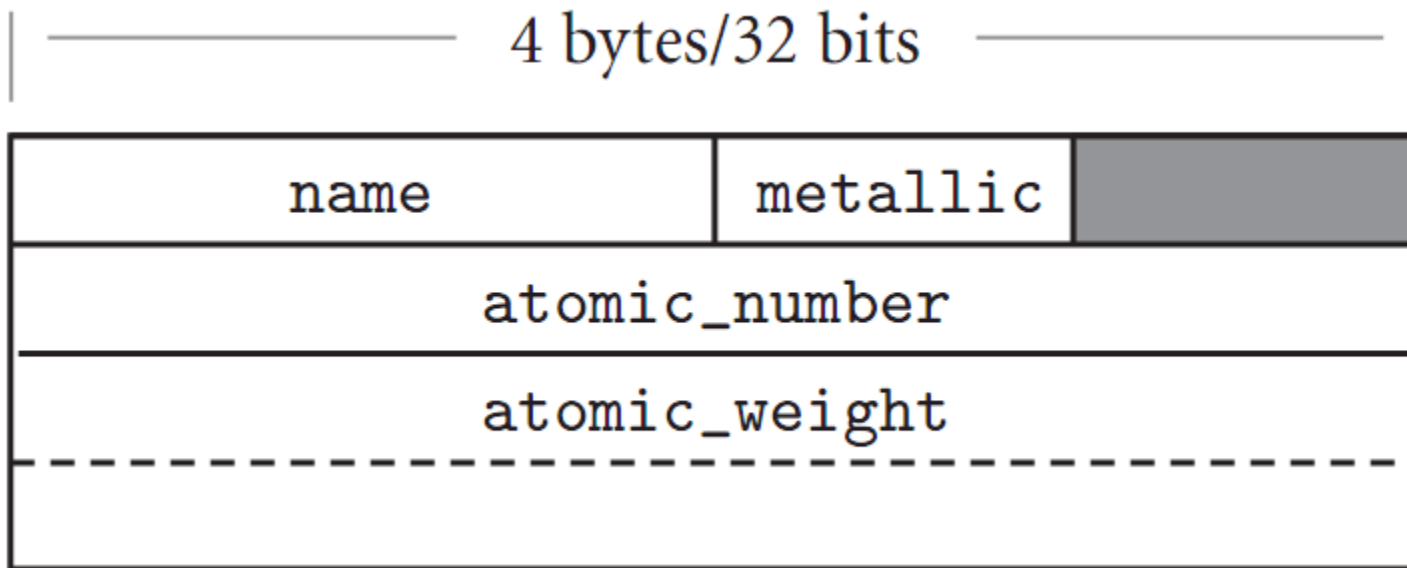 4 bytes/32 bits
name metallic
atomic_number
atomic_weight